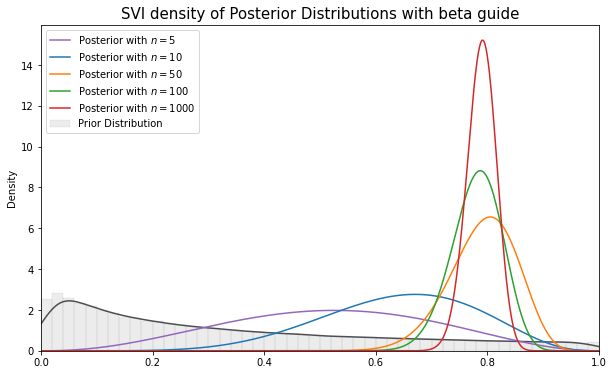 SVI density of Posterior Distributions with beta guide
Posterior with n = 5
Posterior with n = 10
Posterior with n = 50
Posterior with n = 100
Posterior with n = 1000
Prior Distribution
Density
14
12
10
8
6
4
2
0
0.0 0.2 0.4 0.6 0.8 1.0